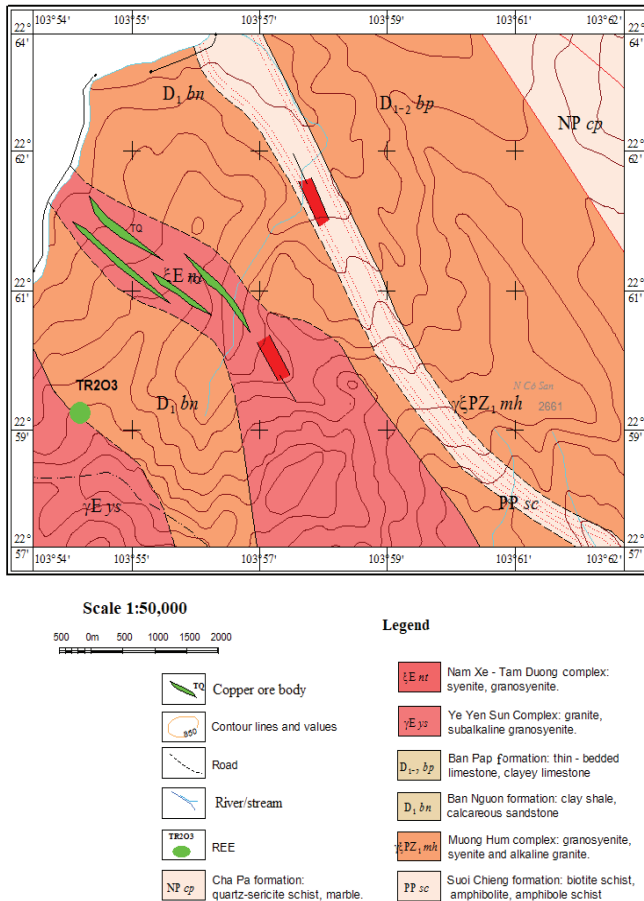 103° 54' 103° 55' 103° 57' 103° 59' 103° 61' 103° 62'
22°
64'
22°
64'
D₁ bn
D₁₋₂ bp
NP cp
22°
62'
22°
62'
TQ
ξE nt
22°
61'
22°
61'
TR2O3
D₁ bn
N Cô San
2661
γξPZ₁ mh
22°
59'
22°
59'
γE ys
PP sc
22°
57'
22°
57'
103° 54' 103° 55' 103° 57' 103° 59' 103° 61' 103° 62'
Scale 1:50,000
500 0m 500 1000 1500 2000
Legend
TQ Copper ore body
850 Contour lines and values
Road
River/stream
TR2O3 REE
NP cp Cha Pa formation:
quartz-sericite schist, marble.
ξE nt Nam Xe - Tam Duong complex:
syenite, granosyenite.
γE ys Ye Yen Sun Complex: granite,
subalkaline granosyenite.
D₁₋₂ bp Ban Pap formation: thin - bedded
limestone, clayey limestone
D₁ bn Ban Nguon formation: clay shale,
calcareous sandstone
γξPZ₁ mh Muong Hum complex: granosyenite,
syenite and alkaline granite.
PP sc Suoi Chieng formation: biotite schist,
amphibolite, amphibole schist